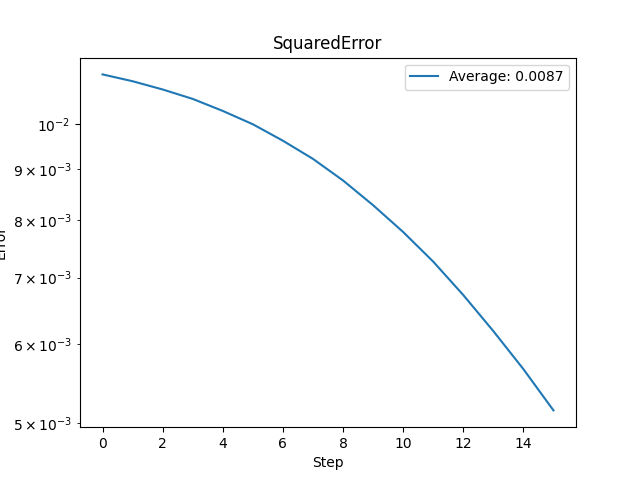 SquaredError
Average: 0.0087
10⁻²
9 × 10⁻³
8 × 10⁻³
7 × 10⁻³
6 × 10⁻³
5 × 10⁻³
Error
0 2 4 6 8 10 12 14
Step